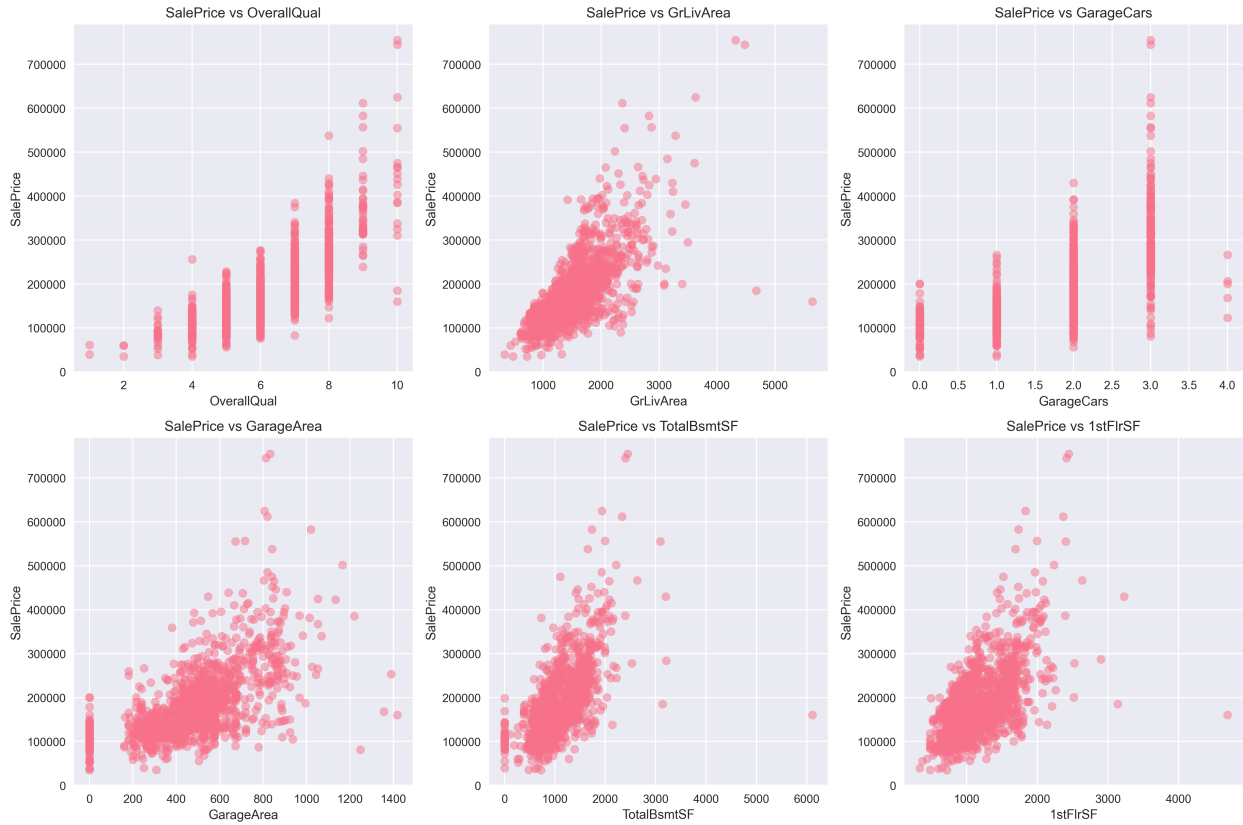 SalePrice vs OverallQual
SalePrice
700000
600000
500000
400000
300000
200000
100000
0
2 4 6 8 10
OverallQual
SalePrice vs GrLivArea
SalePrice
700000
600000
500000
400000
300000
200000
100000
0
1000 2000 3000 4000 5000
GrLivArea
SalePrice vs GarageCars
SalePrice
700000
600000
500000
400000
300000
200000
100000
0
0.0 0.5 1.0 1.5 2.0 2.5 3.0 3.5 4.0
GarageCars
SalePrice vs GarageArea
SalePrice
700000
600000
500000
400000
300000
200000
100000
0
0 200 400 600 800 1000 1200 1400
GarageArea
SalePrice vs TotalBsmtSF
SalePrice
700000
600000
500000
400000
300000
200000
100000
0
0 1000 2000 3000 4000 5000 6000
TotalBsmtSF
SalePrice vs 1stFlrSF
SalePrice
700000
600000
500000
400000
300000
200000
100000
0
1000 2000 3000 4000
1stFlrSF